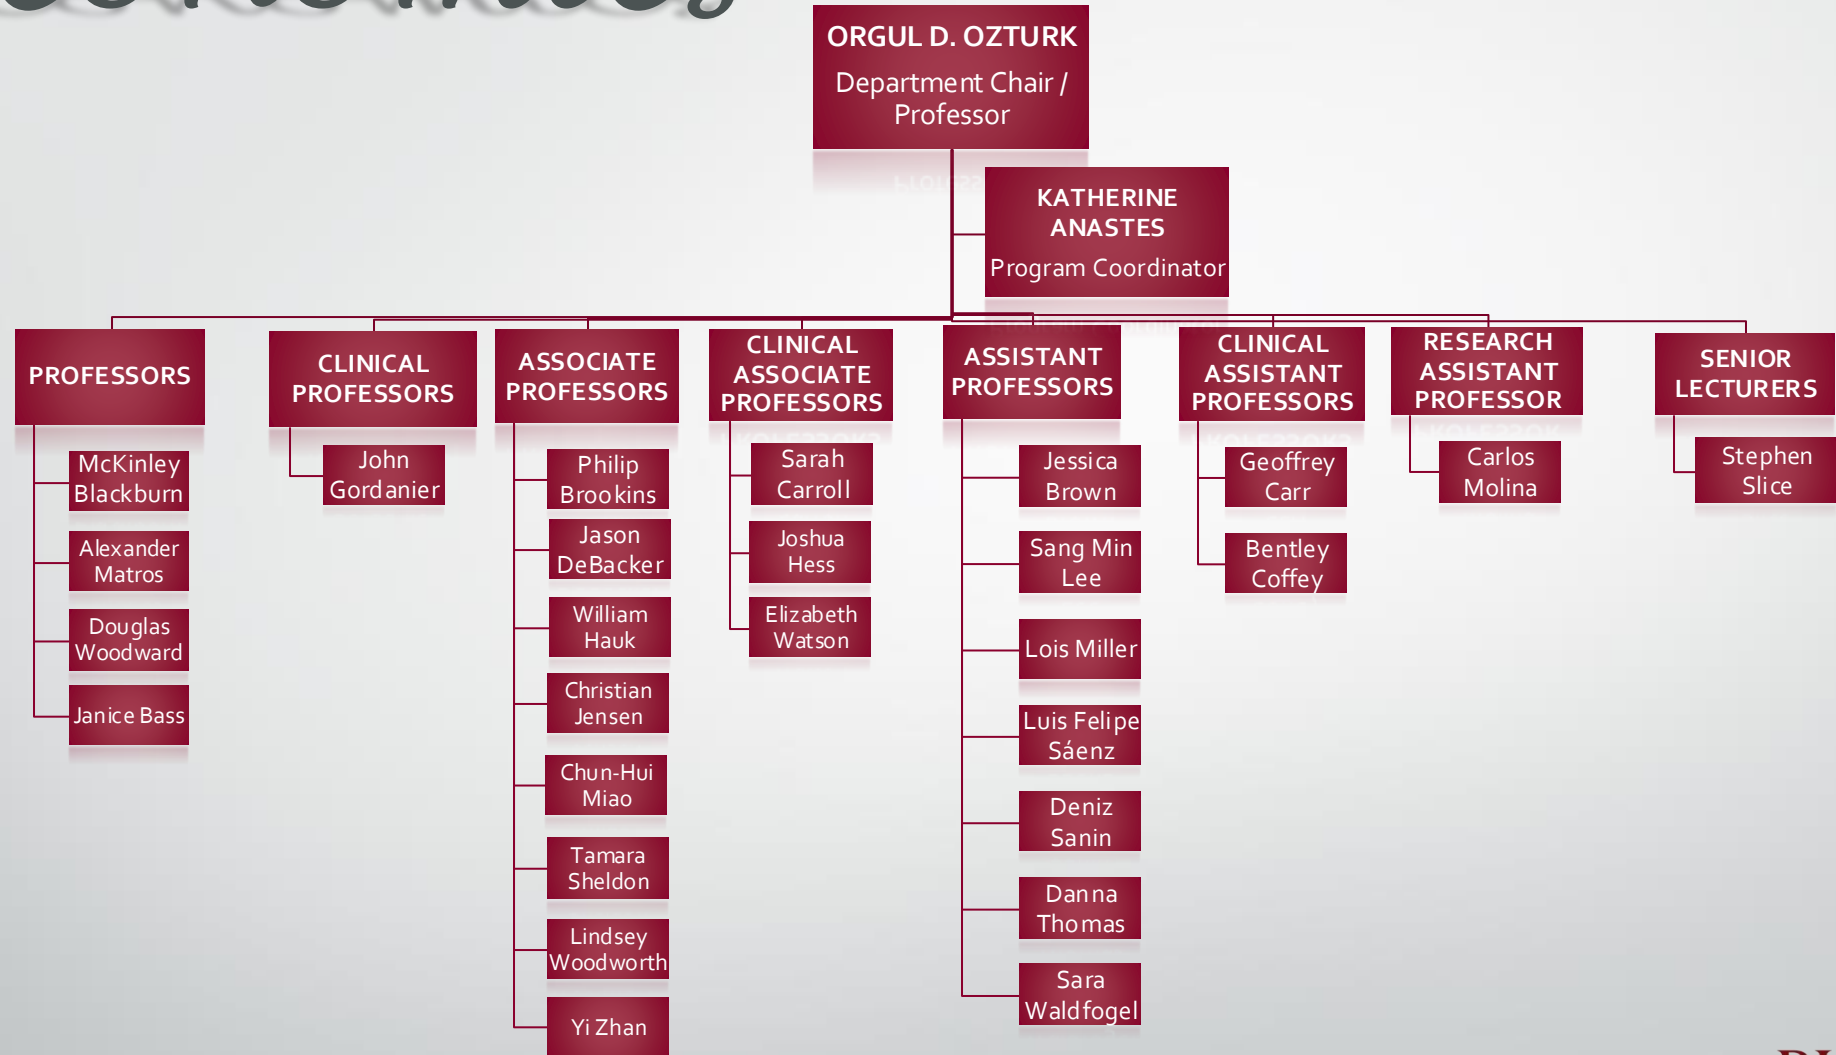 ORGUL D. OZTURK
Department Chair /
Professor
KATHERINE
ANASTES
Program Coordinator
PROFESSORS
McKinley
Blackburn
Alexander
Matros
Douglas
Woodward
Janice Bass
CLINICAL
PROFESSORS
John
Gordanier
ASSOCIATE
PROFESSORS
Philip
Brookins
Jason
DeBacker
William
Hauk
Christian
Jensen
Chun-Hui
Miao
Tamara
Sheldon
Lindsey
Woodworth
Yi Zhan
CLINICAL
ASSOCIATE
PROFESSORS
Sarah
Carroll
Joshua
Hess
Elizabeth
Watson
ASSISTANT
PROFESSORS
Jessica
Brown
Sang Min
Lee
Lois Miller
Luis Felipe
Sáenz
Deniz
Sanin
Danna
Thomas
Sara
Waldfogel
CLINICAL
ASSISTANT
PROFESSORS
Geoffrey
Carr
Bentley
Coffey
RESEARCH
ASSISTANT
PROFESSOR
Carlos
Molina
SENIOR
LECTURERS
Stephen
Slice